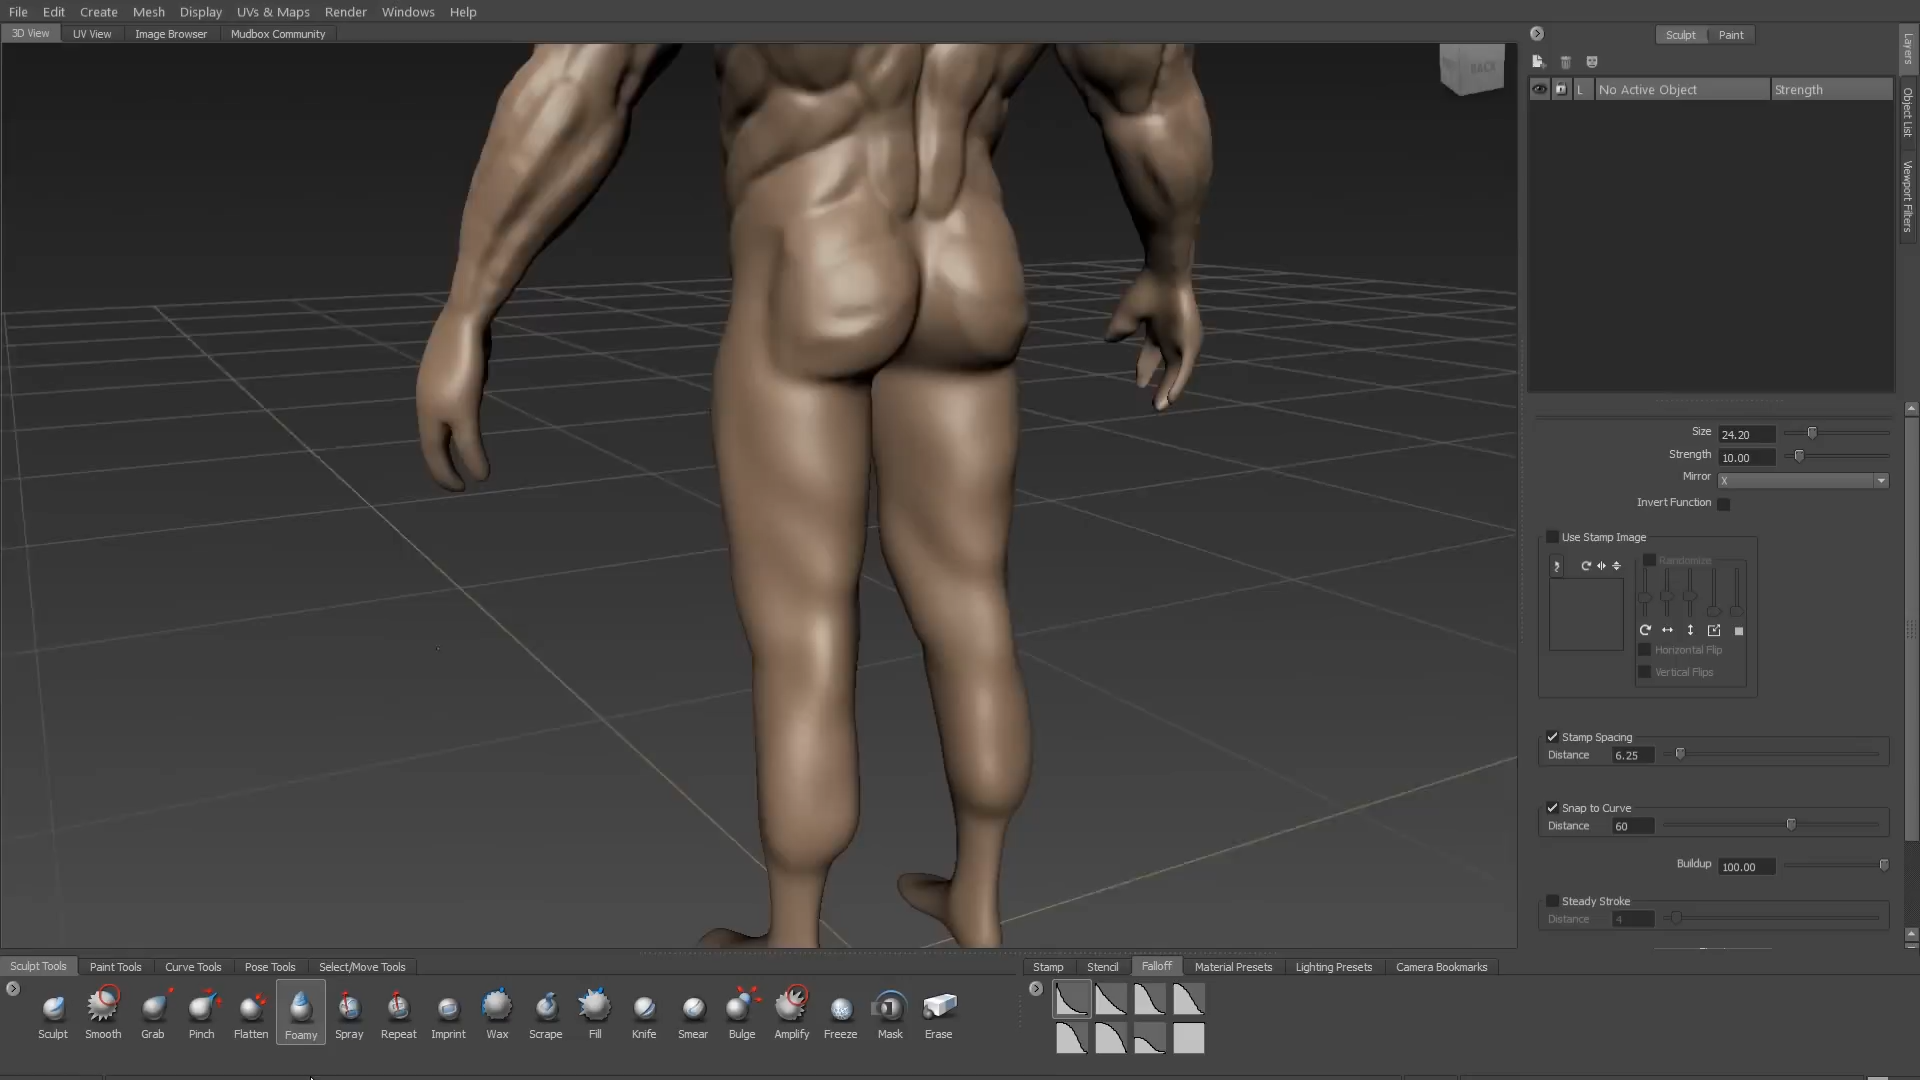 File Edit Create Mesh Display UVs & Maps Render Windows Help
3D View UV View Image Browser Mudbox Community
BACK
Sculpt Paint
Layers
Object List
Viewport Filters
L No Active Object Strength
Size 24.20
Strength 10.00
Mirror X
Invert Function
Use Stamp Image
Randomize
Horizontal Flip
Vertical Flips
Stamp Spacing
Distance 6.25
Snap to Curve
Distance 60
Buildup 100.00
Steady Stroke
Distance 4
Sculpt Tools Paint Tools Curve Tools Pose Tools Select/Move Tools
Sculpt Smooth Grab Pinch Flatten Foamy Spray Repeat Imprint Wax Scrape Fill Knife Smear Bulge Amplify Freeze Mask Erase
Stamp Stencil Falloff Material Presets Lighting Presets Camera Bookmarks